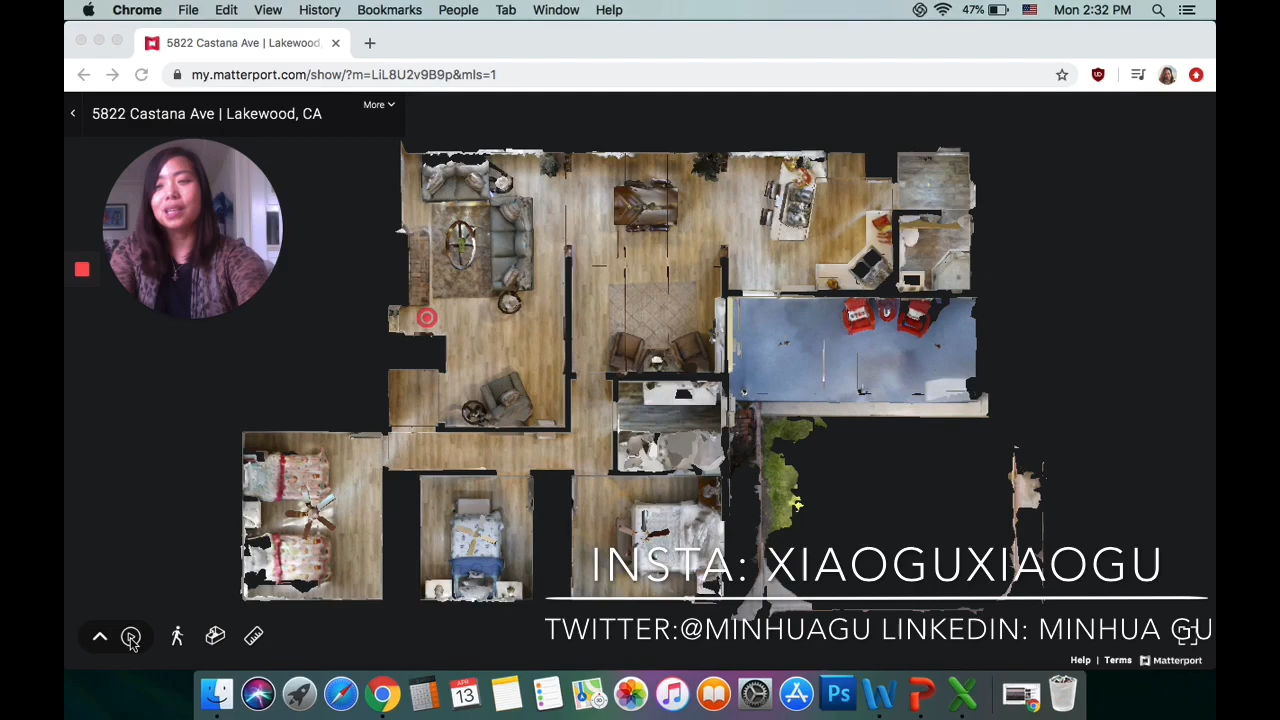 Chrome File Edit View History Bookmarks People Tab Window Help 47% Mon 2:32 PM
5822 Castana Ave | Lakewood,
my.matterport.com/show/?m=LiL8U2v9B9p&mls=1
More
5822 Castana Ave | Lakewood, CA
INSTA: XIAOGUXIAOGU
TWITTER:@MINHUAGU LINKEDIN: MINHUA GU
Help | Terms Matterport
APR
13
Ps